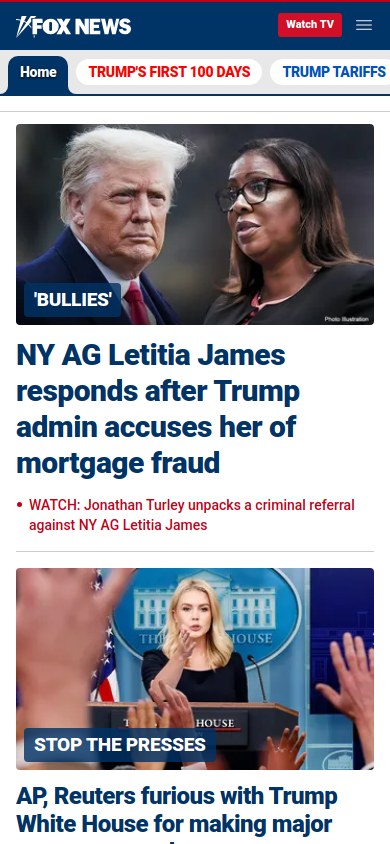 FOX NEWS
Watch TV
Home
TRUMP'S FIRST 100 DAYS
TRUMP TARIFFS
'BULLIES'
Photo Illustration
NY AG Letitia James
responds after Trump
admin accuses her of
mortgage fraud
• WATCH: Jonathan Turley unpacks a criminal referral
against NY AG Letitia James
THE HOUSE
THE HOUSE
STOP THE PRESSES
AP, Reuters furious with Trump
White House for making major